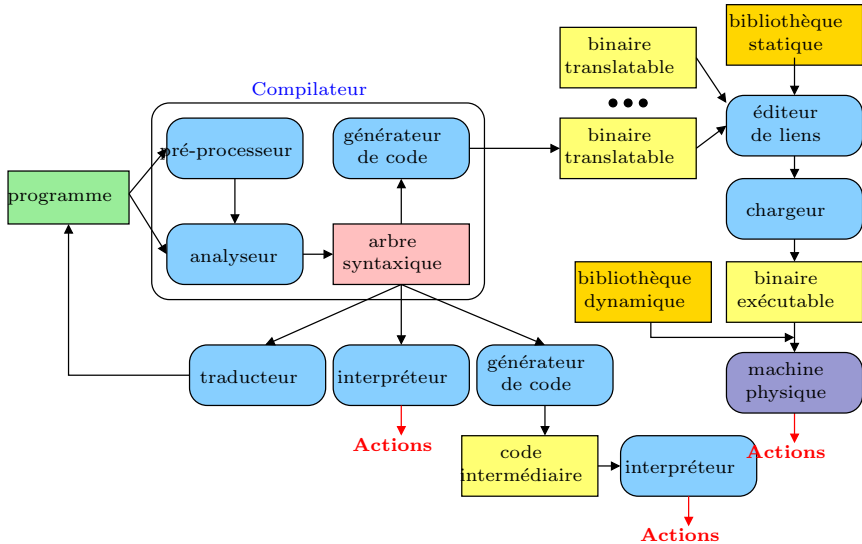 bibliothèque
statique
binaire
translatable
Compilateur
pré-processeur
générateur
de code
binaire
translatable
éditeur
de liens
programme
chargeur
analyseur
arbre
syntaxique
bibliothèque
dynamique
binaire
exécutable
traducteur
interpréteur
générateur
de code
machine
physique
Actions
code
intermédiaire
interpréteur
Actions
Actions